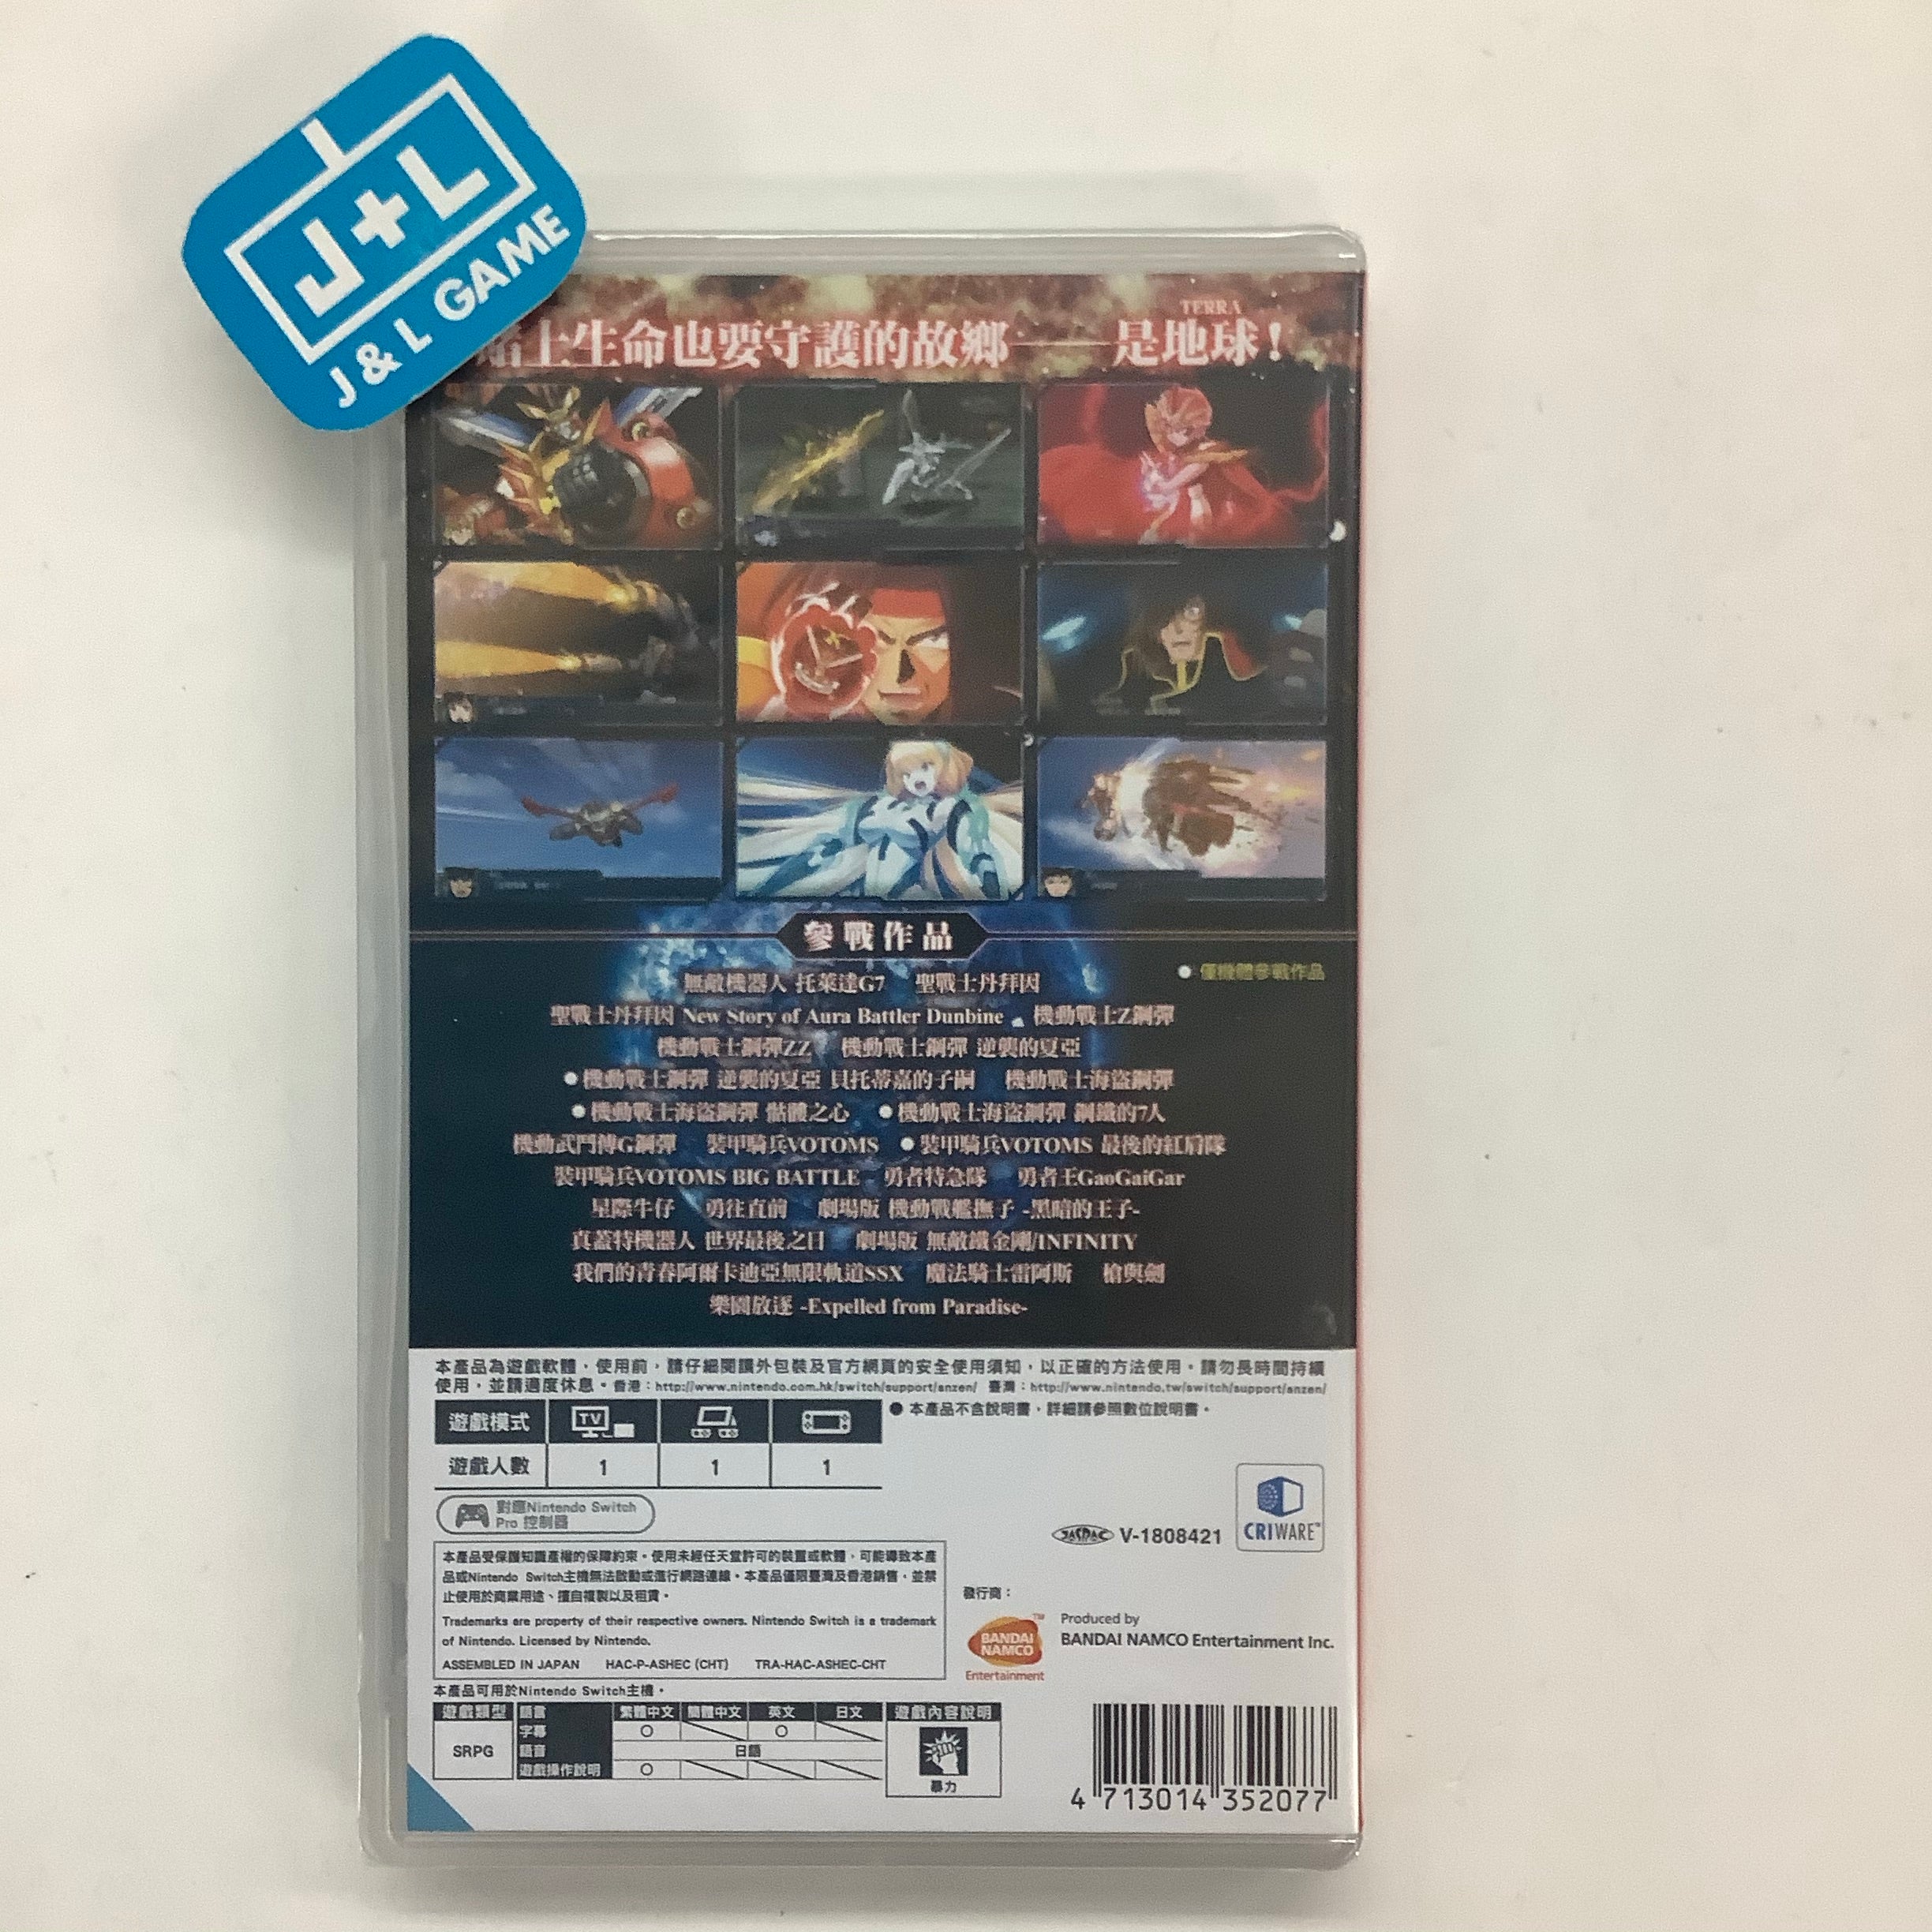 J+L
J & L GAME
TERRA
上生命也要守護的故鄉——是地球！
參戰作品
僅機體參戰作品
無敵機器人 托萊達G7 聖戰士丹拜因
聖戰士丹拜因 New Story of Aura Battler Dunbine 機動戰士Z鋼彈
機動戰士鋼彈ZZ 機動戰士鋼彈 逆襲的夏亞
●機動戰士鋼彈 逆襲的夏亞 貝托蒂嘉的子嗣 機動戰士海盜鋼彈
●機動戰士海盜鋼彈 骷髏之心 ●機動戰士海盜鋼彈 鋼鐵的7人
機動武鬥傳G鋼彈 裝甲騎兵VOTOMS ●裝甲騎兵VOTOMS 最後的紅肩隊
裝甲騎兵VOTOMS BIG BATTLE 勇者特急隊 勇者王GaoGaiGar
星際牛仔 勇往直前 劇場版 機動戰艦撫子 -黑暗的王子-
真蓋特機器人 世界最後之日 劇場版 無敵鐵金剛/INFINITY
我們的青春阿爾卡迪亞無限軌道SSX 魔法騎士雷阿斯 槍與劍
樂園放逐 -Expelled from Paradise-
本產品為遊戲軟體，使用前，請仔細閱讀外包裝及官方網頁的安全使用須知，以正確的方法使用。請勿長時間持續
使用，並請適度休息。香港：http://www.nintendo.com.hk/switch/support/anzen/ 臺灣：http://www.nintendo.tw/switch/support/anzen/
遊戲模式 TV
● 本產品不含說明書，詳細請參照數位說明書。
遊戲人數 1 1 1
對應Nintendo Switch
Pro 控制器
JASRAC V-1808421
CRIWARE™
本產品受保護知識產權的保障約束。使用未經任天堂許可的裝置或軟體，可能導致本產
品或Nintendo Switch主機無法啟動或進行網路連線。本產品僅限臺灣及香港銷售，並禁
止使用於商業用途、擅自複製以及租賃。
Trademarks are property of their respective owners. Nintendo Switch is a trademark
of Nintendo. Licensed by Nintendo.
ASSEMBLED IN JAPAN HAC-P-ASHEC (CHT) TRA-HAC-ASHEC-CHT
發行商：
BANDAI
NAMCO
Entertainment
Produced by
BANDAI NAMCO Entertainment Inc.
本產品可用於Nintendo Switch主機。
遊戲類型 語言 繁體中文 簡體中文 英文 日文 遊戲內容說明
字幕 ○ ○
SRPG 語音 日語
遊戲操作說明 ○
暴力
4 713014 352077